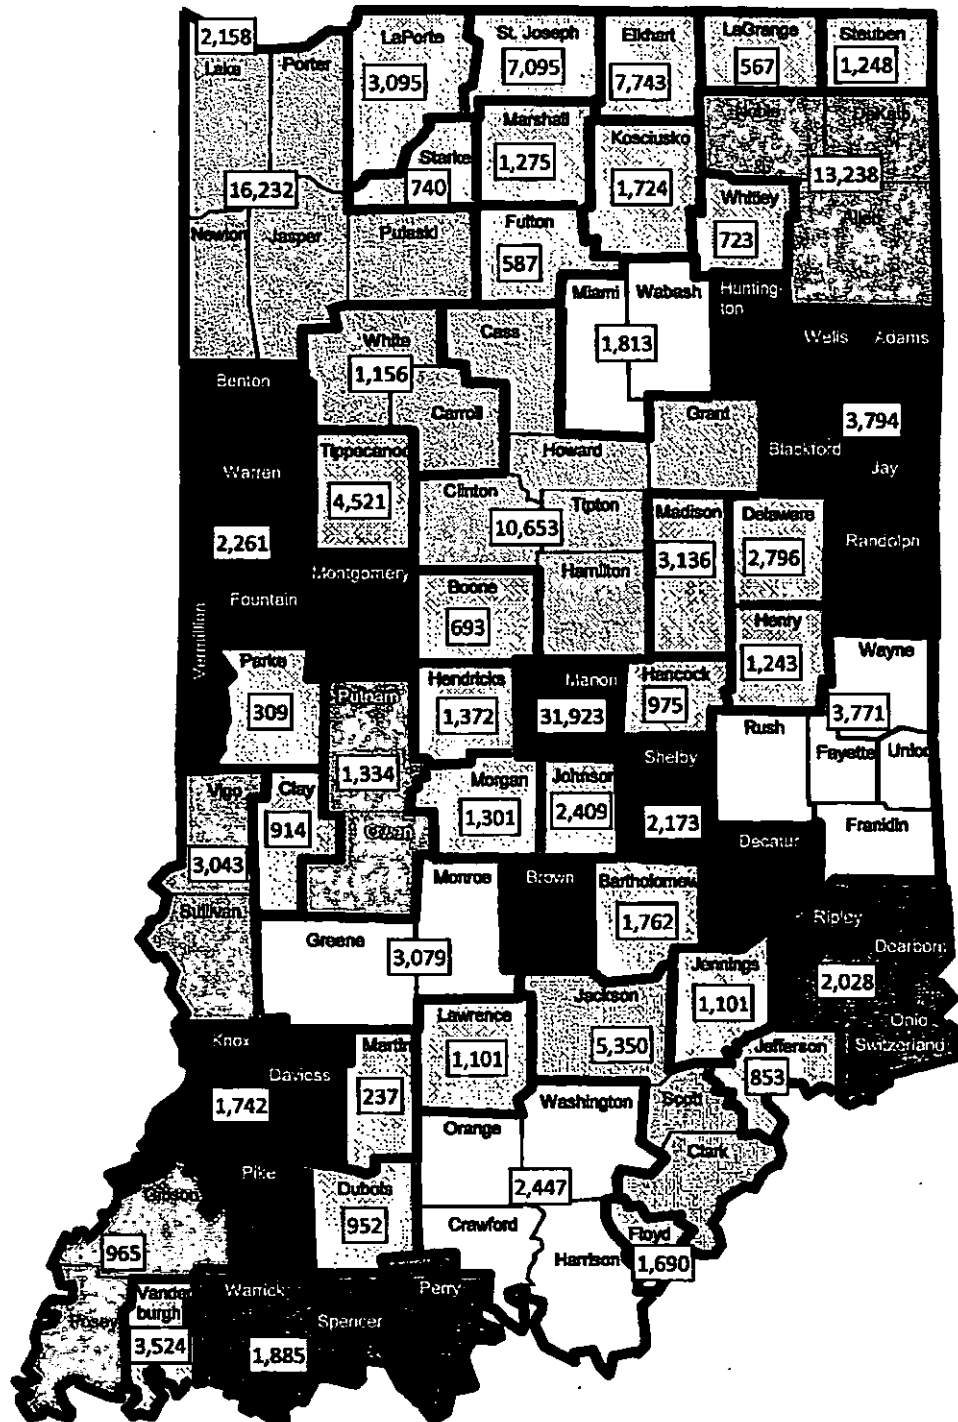 2,158
Lake
Porter
LaPorte
3,095
St. Joseph
7,095
Elkhart
7,743
LaGrange
567
Steuben
1,248
Noble
DeKalb
13,238
Allen
Marshall
1,275
Starke
740
Kosciusko
1,724
Whitley
723
16,232
Newton
Jasper
Pulaski
Fulton
587
Miami
Wabash
1,813
Hunting-
ton
Wells
Adams
White
1,156
Cass
Carroll
Benton
Grant
3,794
Blackford
Jay
Warren
Tippecanoe
4,521
Howard
Clinton
10,653
Tipton
Madison
3,136
Delaware
2,796
Randolph
2,261
Montgomery
Fountain
Vermillion
Hamilton
Boone
693
Henry
1,243
Wayne
3,771
Parke
309
Putnam
1,334
Hendricks
1,372
Marion
31,923
Hancock
975
Rush
Fayette
Union
Shelby
2,173
Vigo
3,043
Clay
914
Owen
Morgan
1,301
Johnson
2,409
Decatur
Franklin
Monroe
Brown
Bartholomew
1,762
Ripley
Dearborn
2,028
Ohio
Switzerland
Sullivan
Greene
3,079
Jennings
1,101
Jackson
5,350
Lawrence
1,101
Knox
Daviess
1,742
Martin
237
Jefferson
853
Washington
Scott
Orange
Clark
2,447
Pike
Gibson
965
Dubois
952
Crawford
Harrison
Floyd
1,690
Posey
Vander
burgh
3,524
Warrick
Spencer
Perry
1,885